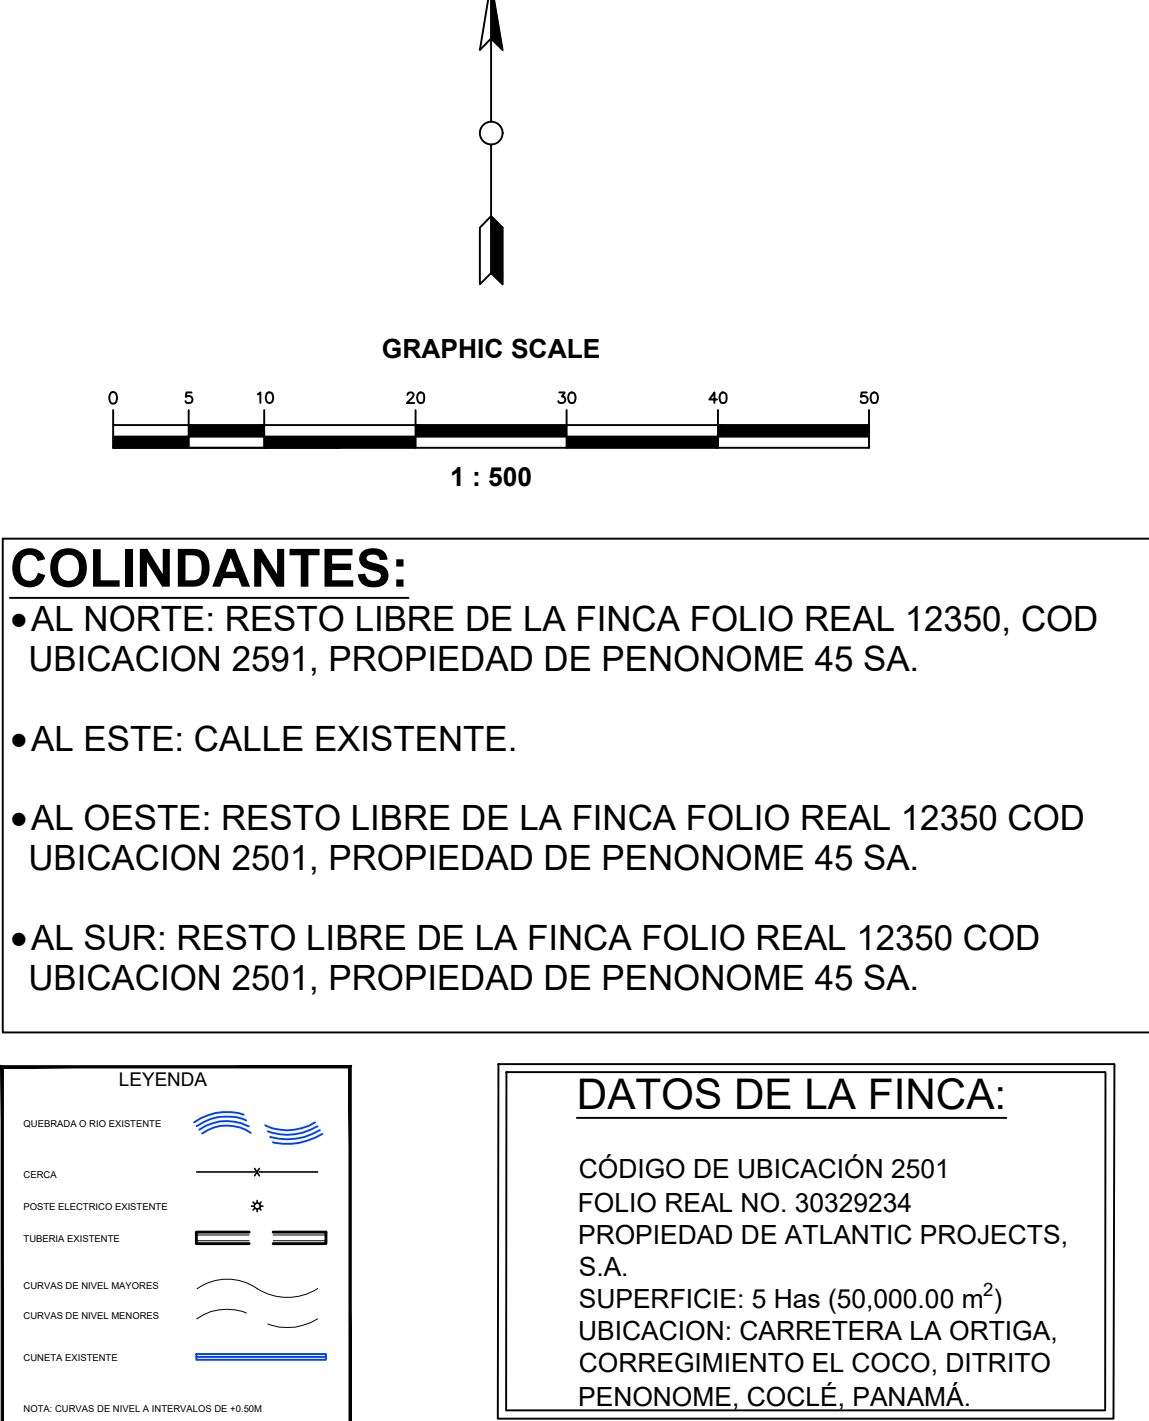 GRAPHIC SCALE
0 5 10 20 30 40 50
1 : 500
COLINDANTES:
•AL NORTE: RESTO LIBRE DE LA FINCA FOLIO REAL 12350, COD
UBICACION 2591, PROPIEDAD DE PENONOME 45 SA.
•AL ESTE: CALLE EXISTENTE.
•AL OESTE: RESTO LIBRE DE LA FINCA FOLIO REAL 12350 COD
UBICACION 2501, PROPIEDAD DE PENONOME 45 SA.
•AL SUR: RESTO LIBRE DE LA FINCA FOLIO REAL 12350 COD
UBICACION 2501, PROPIEDAD DE PENONOME 45 SA.
LEYENDA
QUEBRADA O RIO EXISTENTE
CERCA
POSTE ELECTRICO EXISTENTE
TUBERIA EXISTENTE
CURVAS DE NIVEL MAYORES
CURVAS DE NIVEL MENORES
CUNETA EXISTENTE
NOTA: CURVAS DE NIVEL A INTERVALOS DE +0.50M
DATOS DE LA FINCA:
CÓDIGO DE UBICACIÓN 2501
FOLIO REAL NO. 30329234
PROPIEDAD DE ATLANTIC PROJECTS,
S.A.
SUPERFICIE: 5 Has (50,000.00 m²)
UBICACION: CARRETERA LA ORTIGA,
CORREGIMIENTO EL COCO, DITRITO
PENONOME, COCLÉ, PANAMÁ.